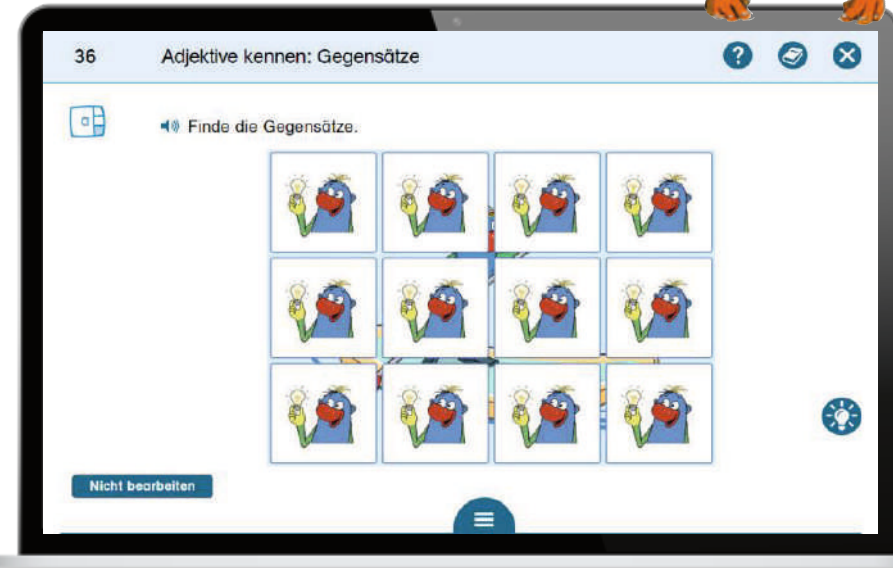 36
Adjektive kennen: Gegensätze
?
a
Finde die Gegensätze.
Nicht bearbeiten